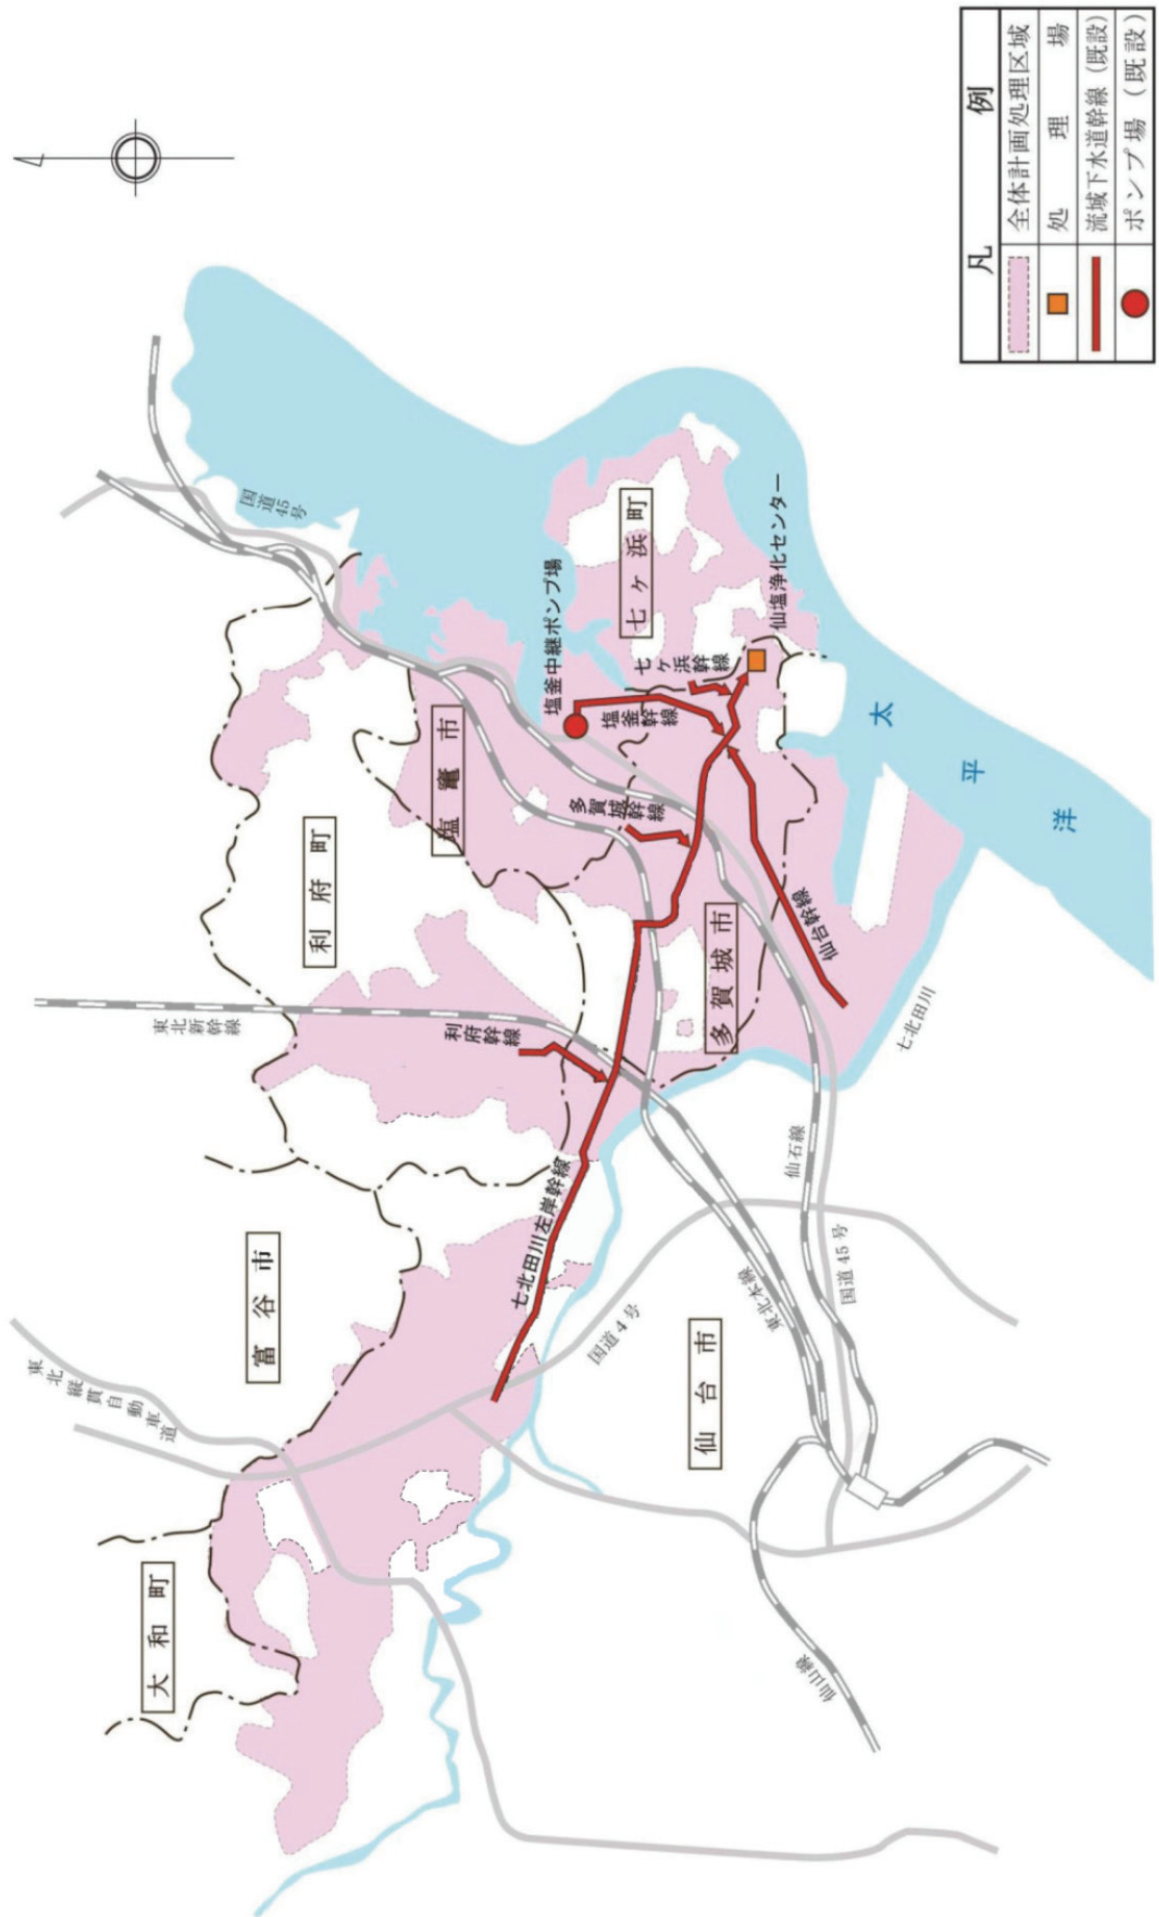 凡 例
全体計画処理区域
処 理 場
流域下水道幹線（既設）
ポンプ場（既設）
大和町
富谷市
利府町
塩竈市
七ヶ浜町
多賀城市
仙台市
東北縦貫自動車道
東北新幹線
国道45号
利府幹線
七北田川左岸幹線
多賀城幹線
塩釜中継ポンプ場
塩釜幹線
七ヶ浜幹線
仙塩浄化センター
仙台幹線
七北田川
国道4号
東北本線
仙石線
国道45号
仙山線
太平洋